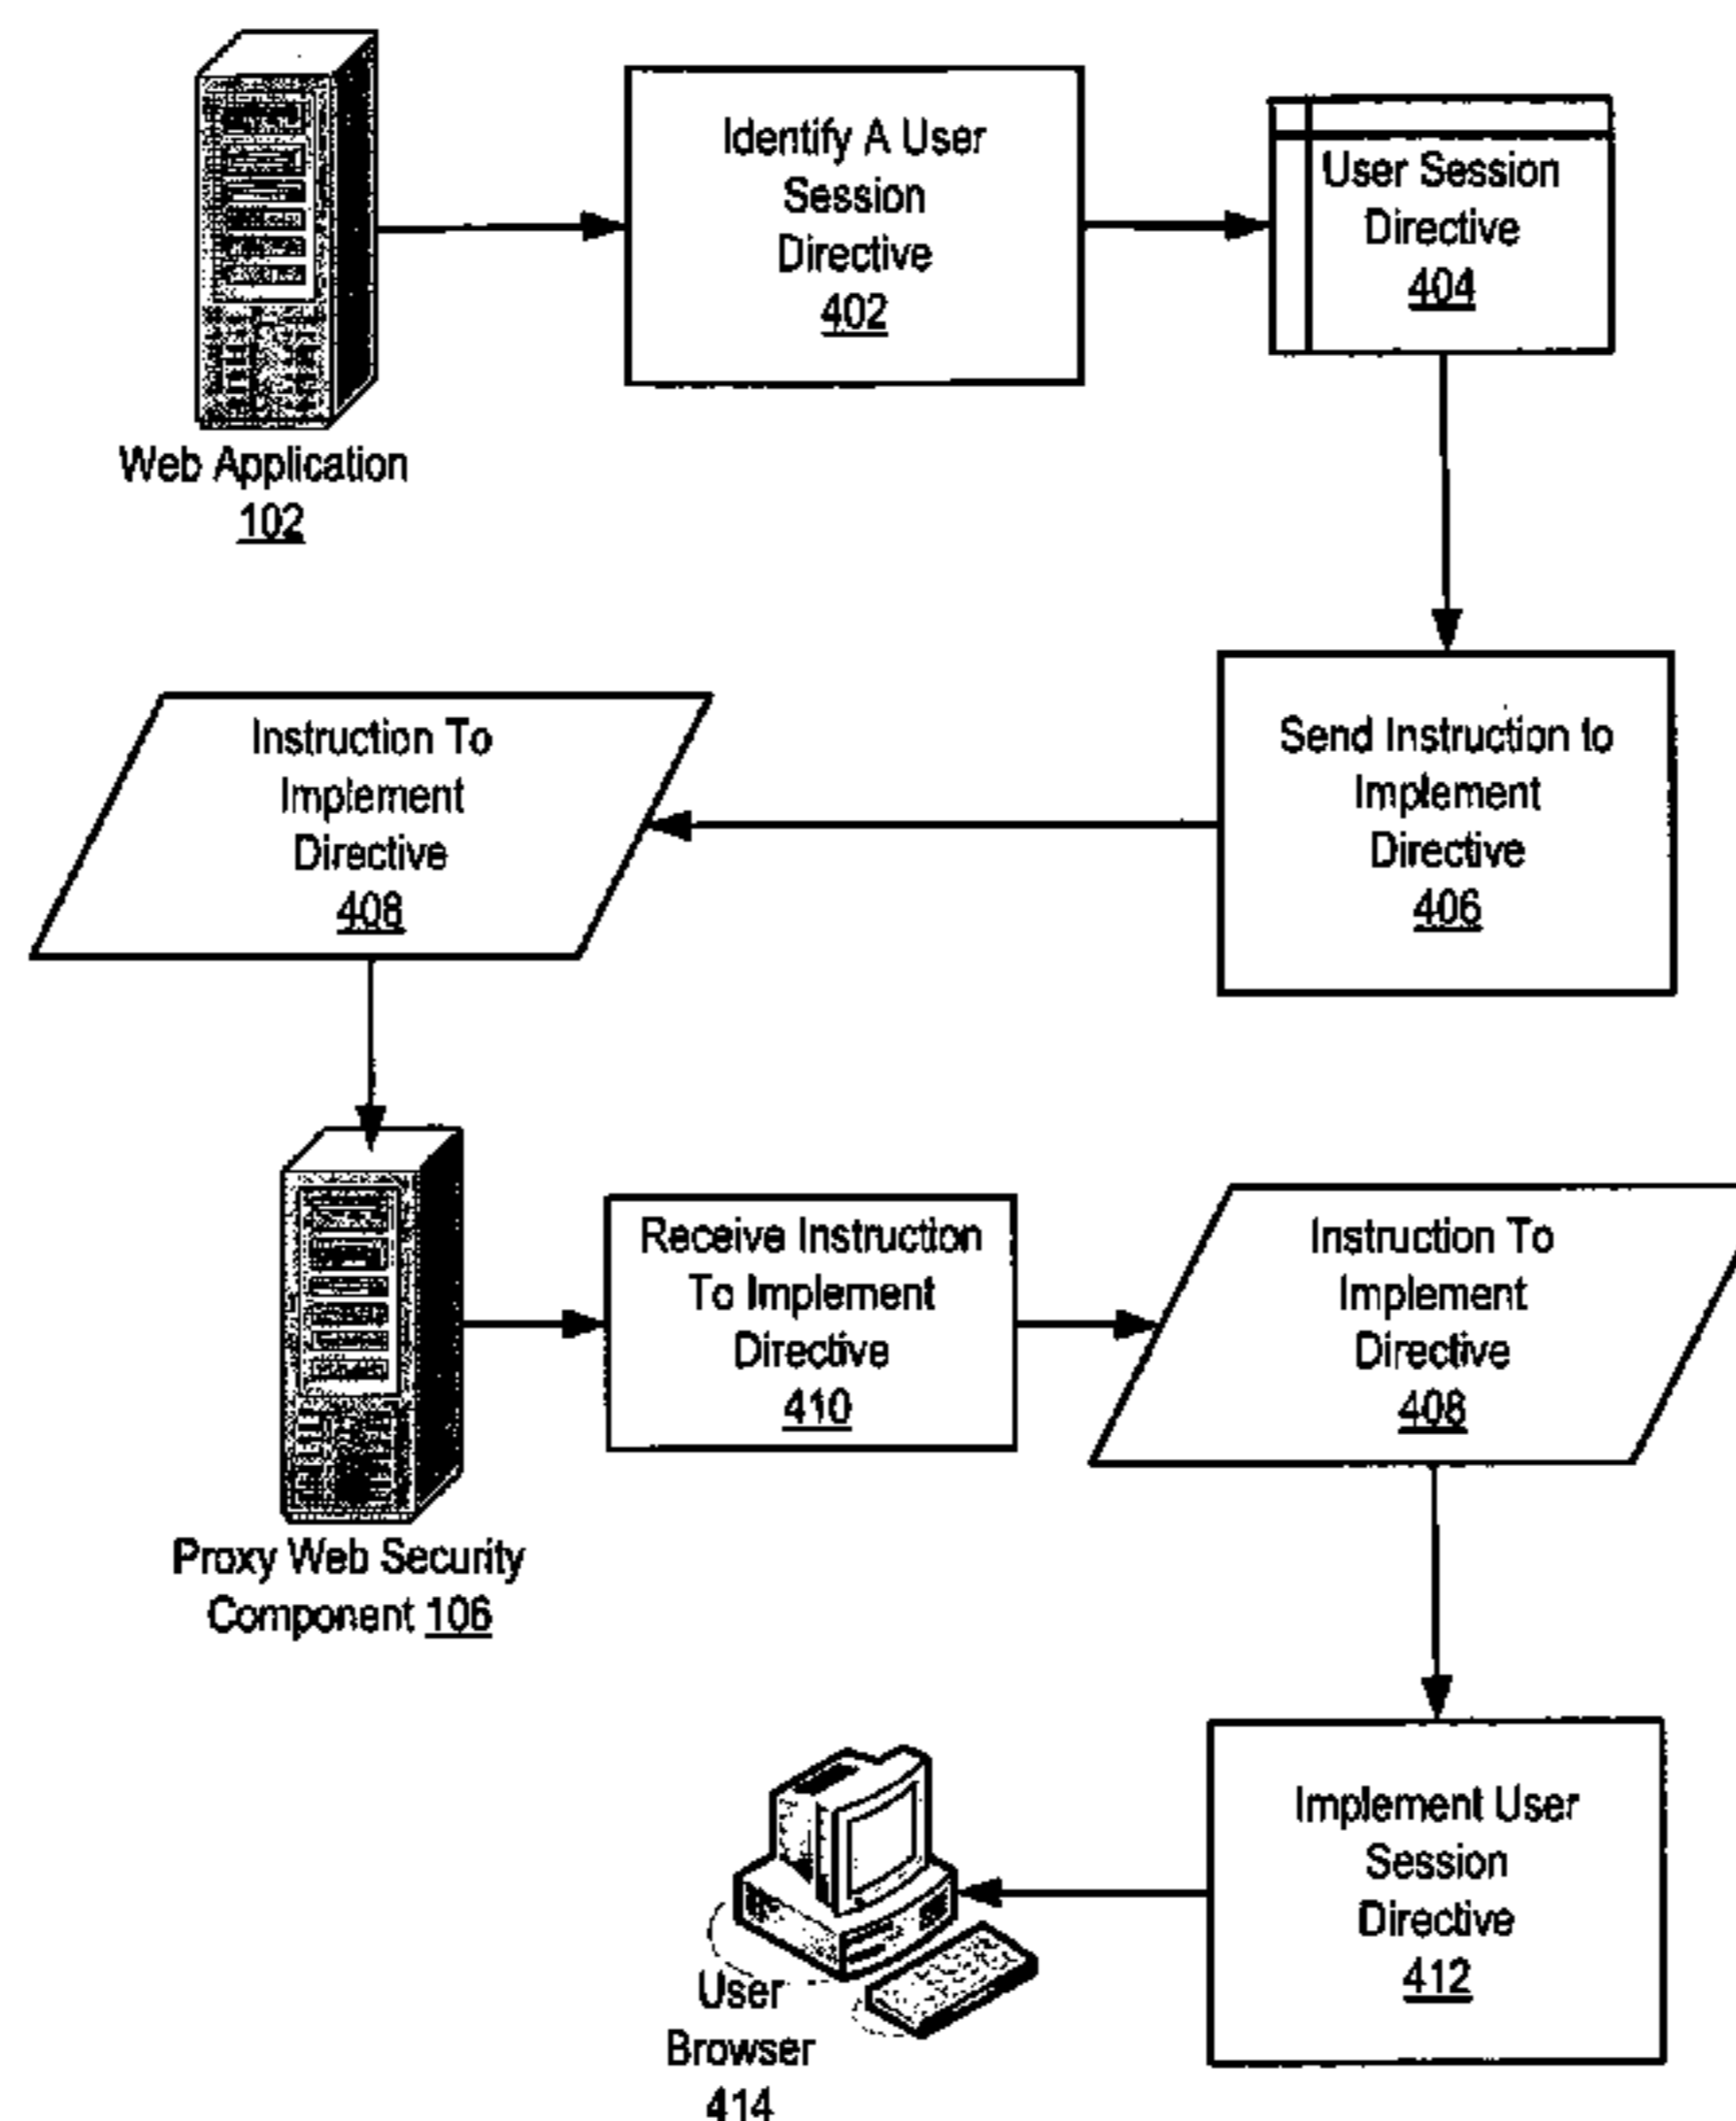 Identify A User
Session
Directive
402
User Session
Directive
404
Web Application
102
Send Instruction to
Implement
Directive
406
Instruction To
Implement
Directive
408
Receive Instruction
To Implement
Directive
410
Instruction To
Implement
Directive
408
Proxy Web Security
Component 106
Implement User
Session
Directive
412
User
Browser
414